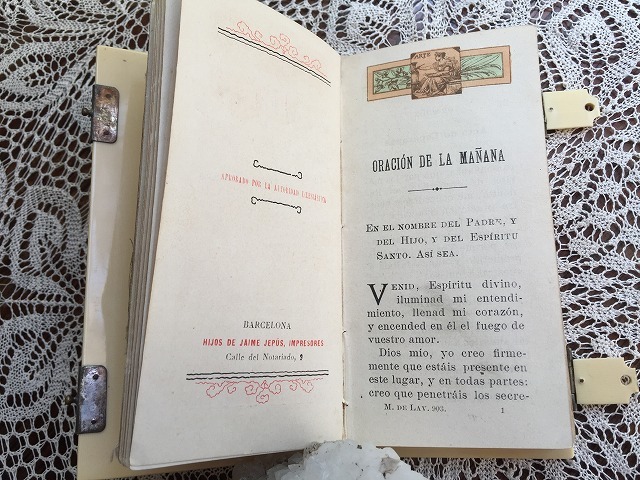 APROBADO POR LA AUTORIDAD ECLESIÁSTICA
BARCELONA
HIJOS DE JAIME JEPÚS, IMPRESORES
Calle del Notariado, 9
ARTE
ORACIÓN DE LA MAÑANA
EN EL NOMBRE DEL PADRE, Y
DEL HIJO, Y DEL ESPÍRITU
SANTO. ASÍ SEA.
VENID, Espíritu divino,
iluminad mi entendi-
miento, llenad mi corazón,
y encended en él el fuego de
vuestro amor.
Dios mío, yo creo firme-
mente que estáis presente en
este lugar, y en todas partes:
creo que penetráis los secre-
M. DE LAV. 903. 1